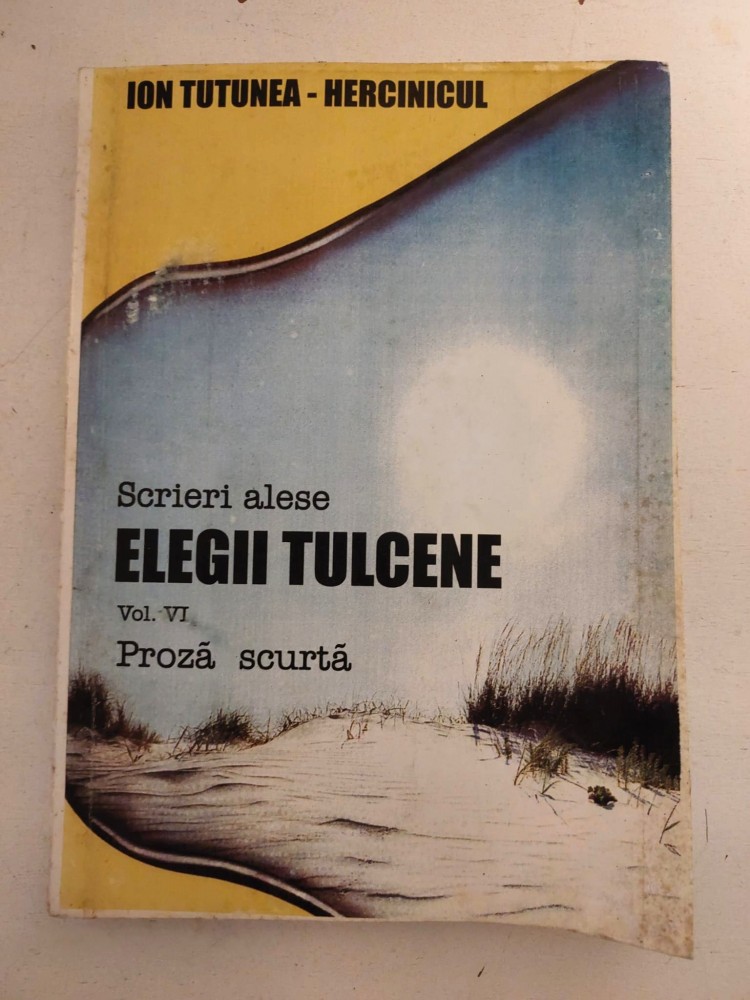 ION TUTUNEA - HERCINICUL
Scrieri alese
ELEGII TULCENE
Vol. VI
Proză scurtă